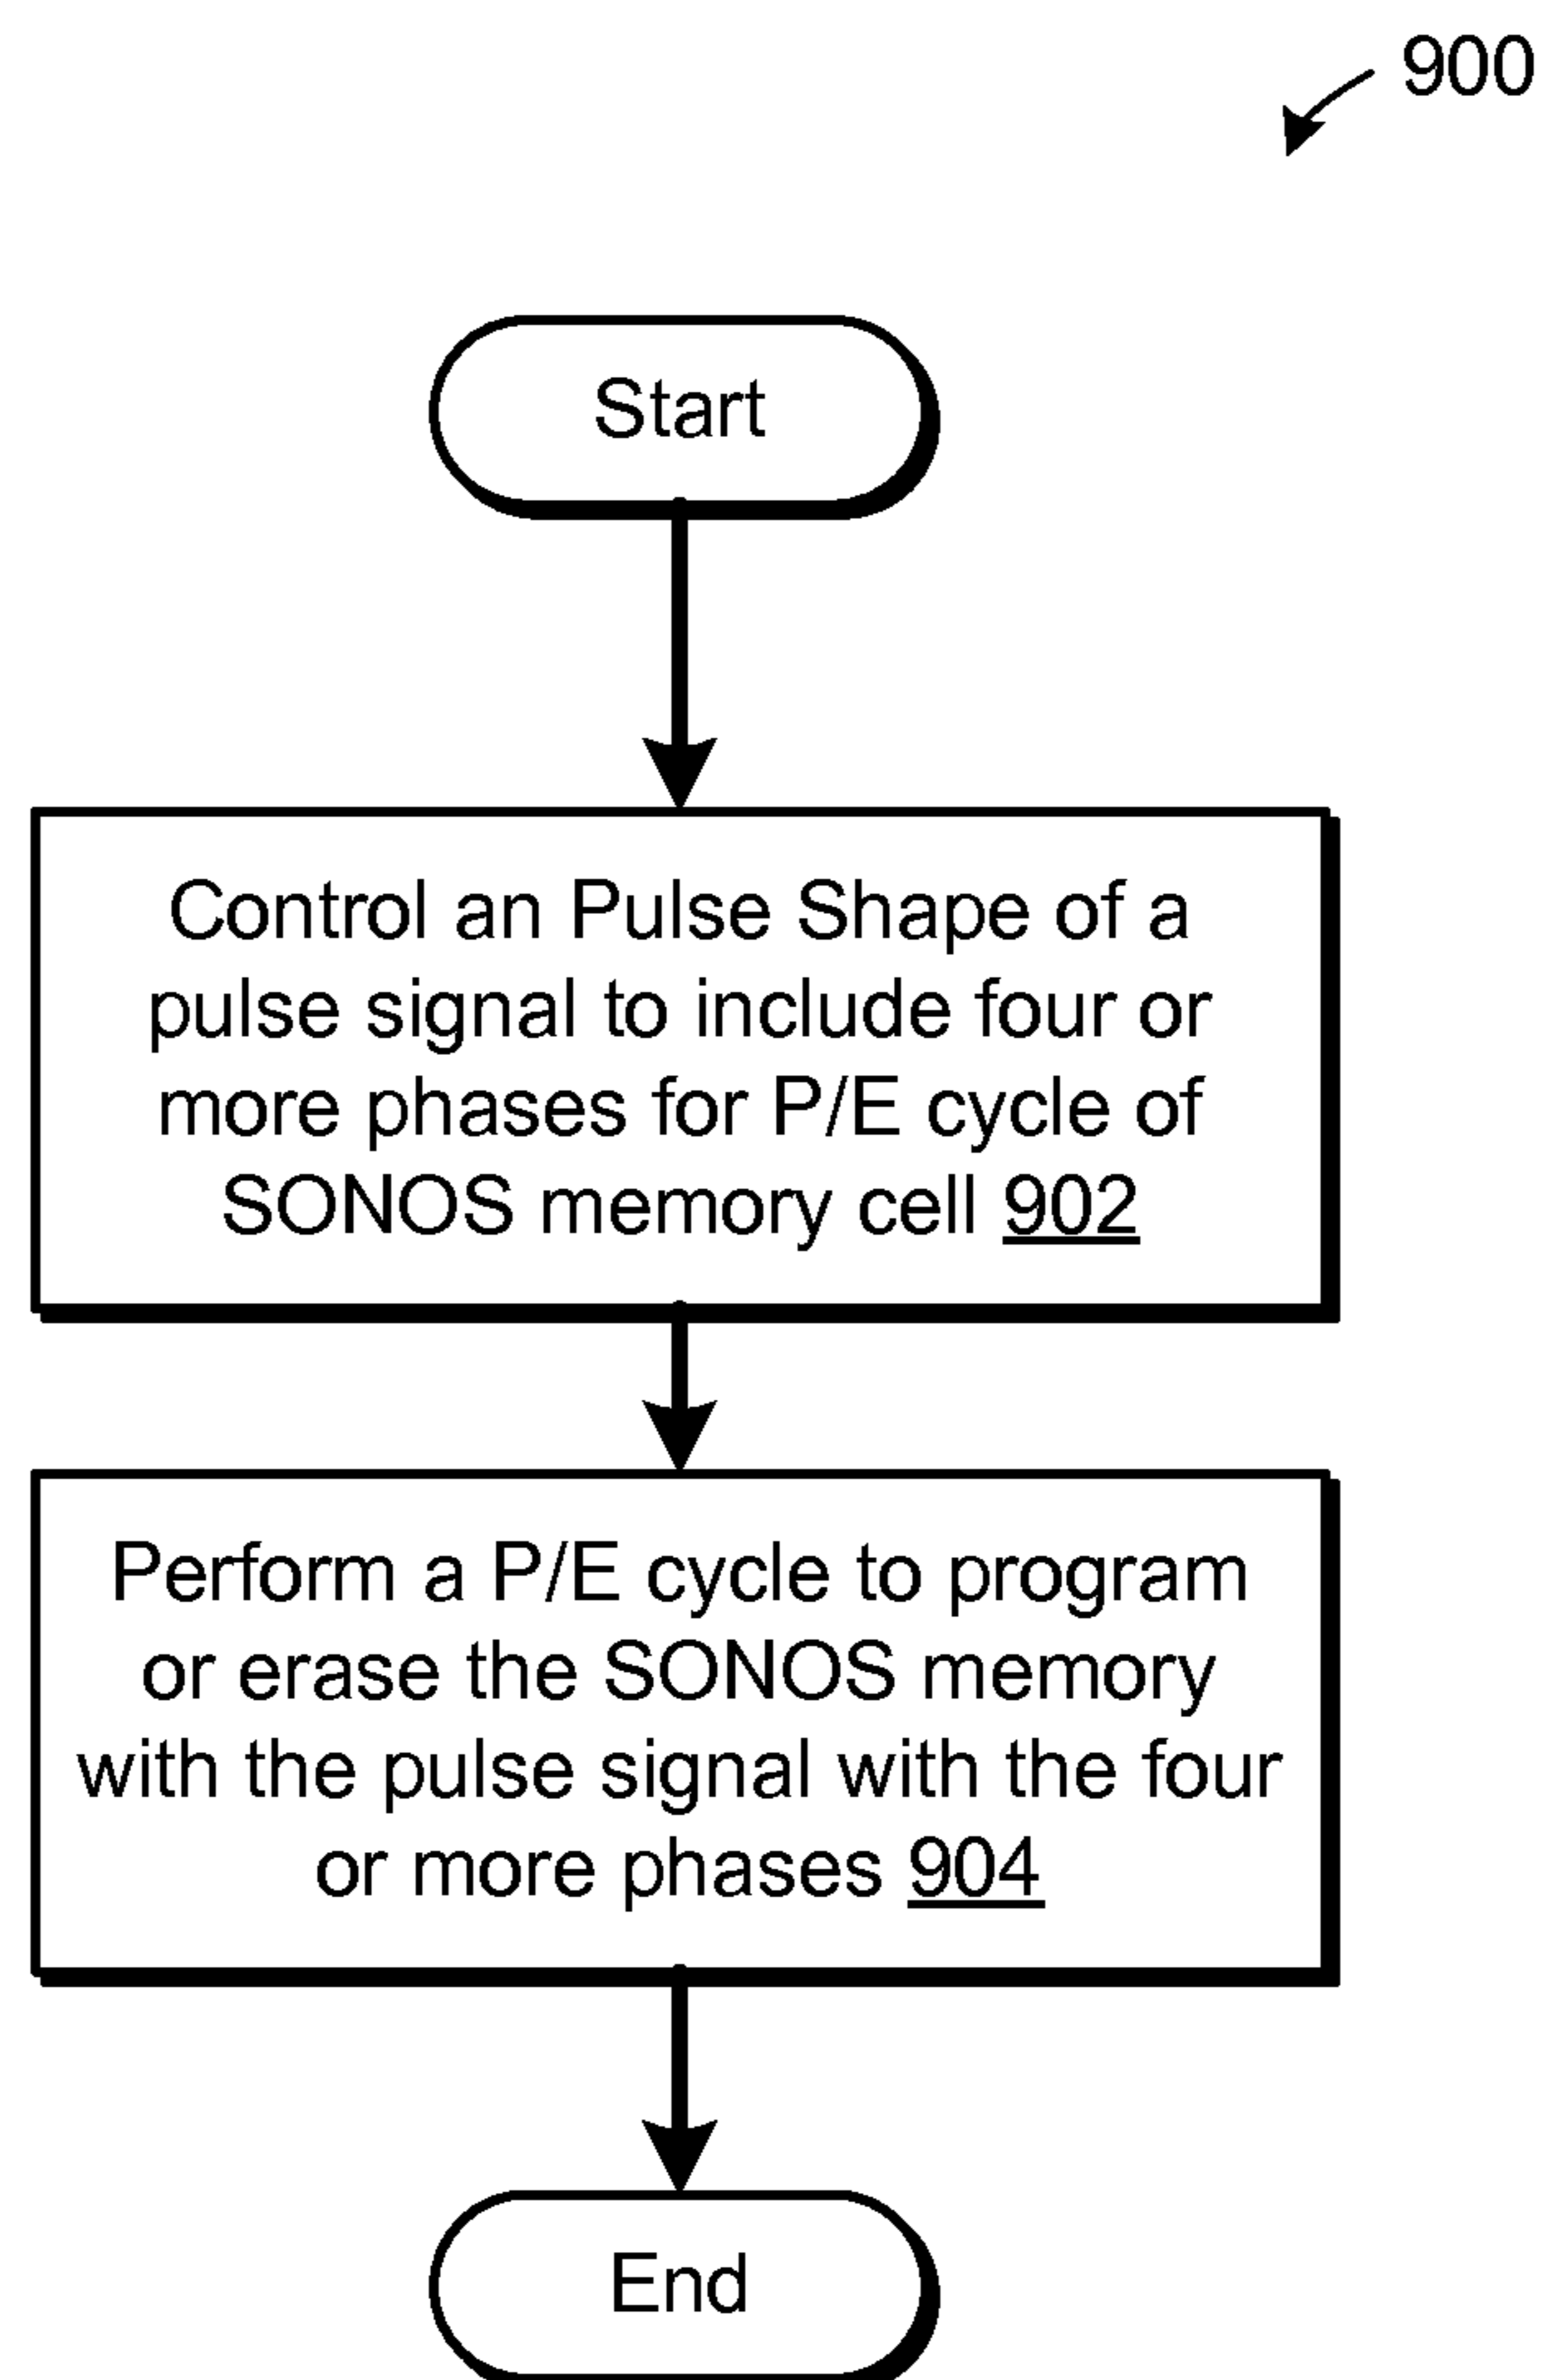 900
Start
Control an Pulse Shape of a
pulse signal to include four or
more phases for P/E cycle of
SONOS memory cell 902
Perform a P/E cycle to program
or erase the SONOS memory
with the pulse signal with the four
or more phases 904
End